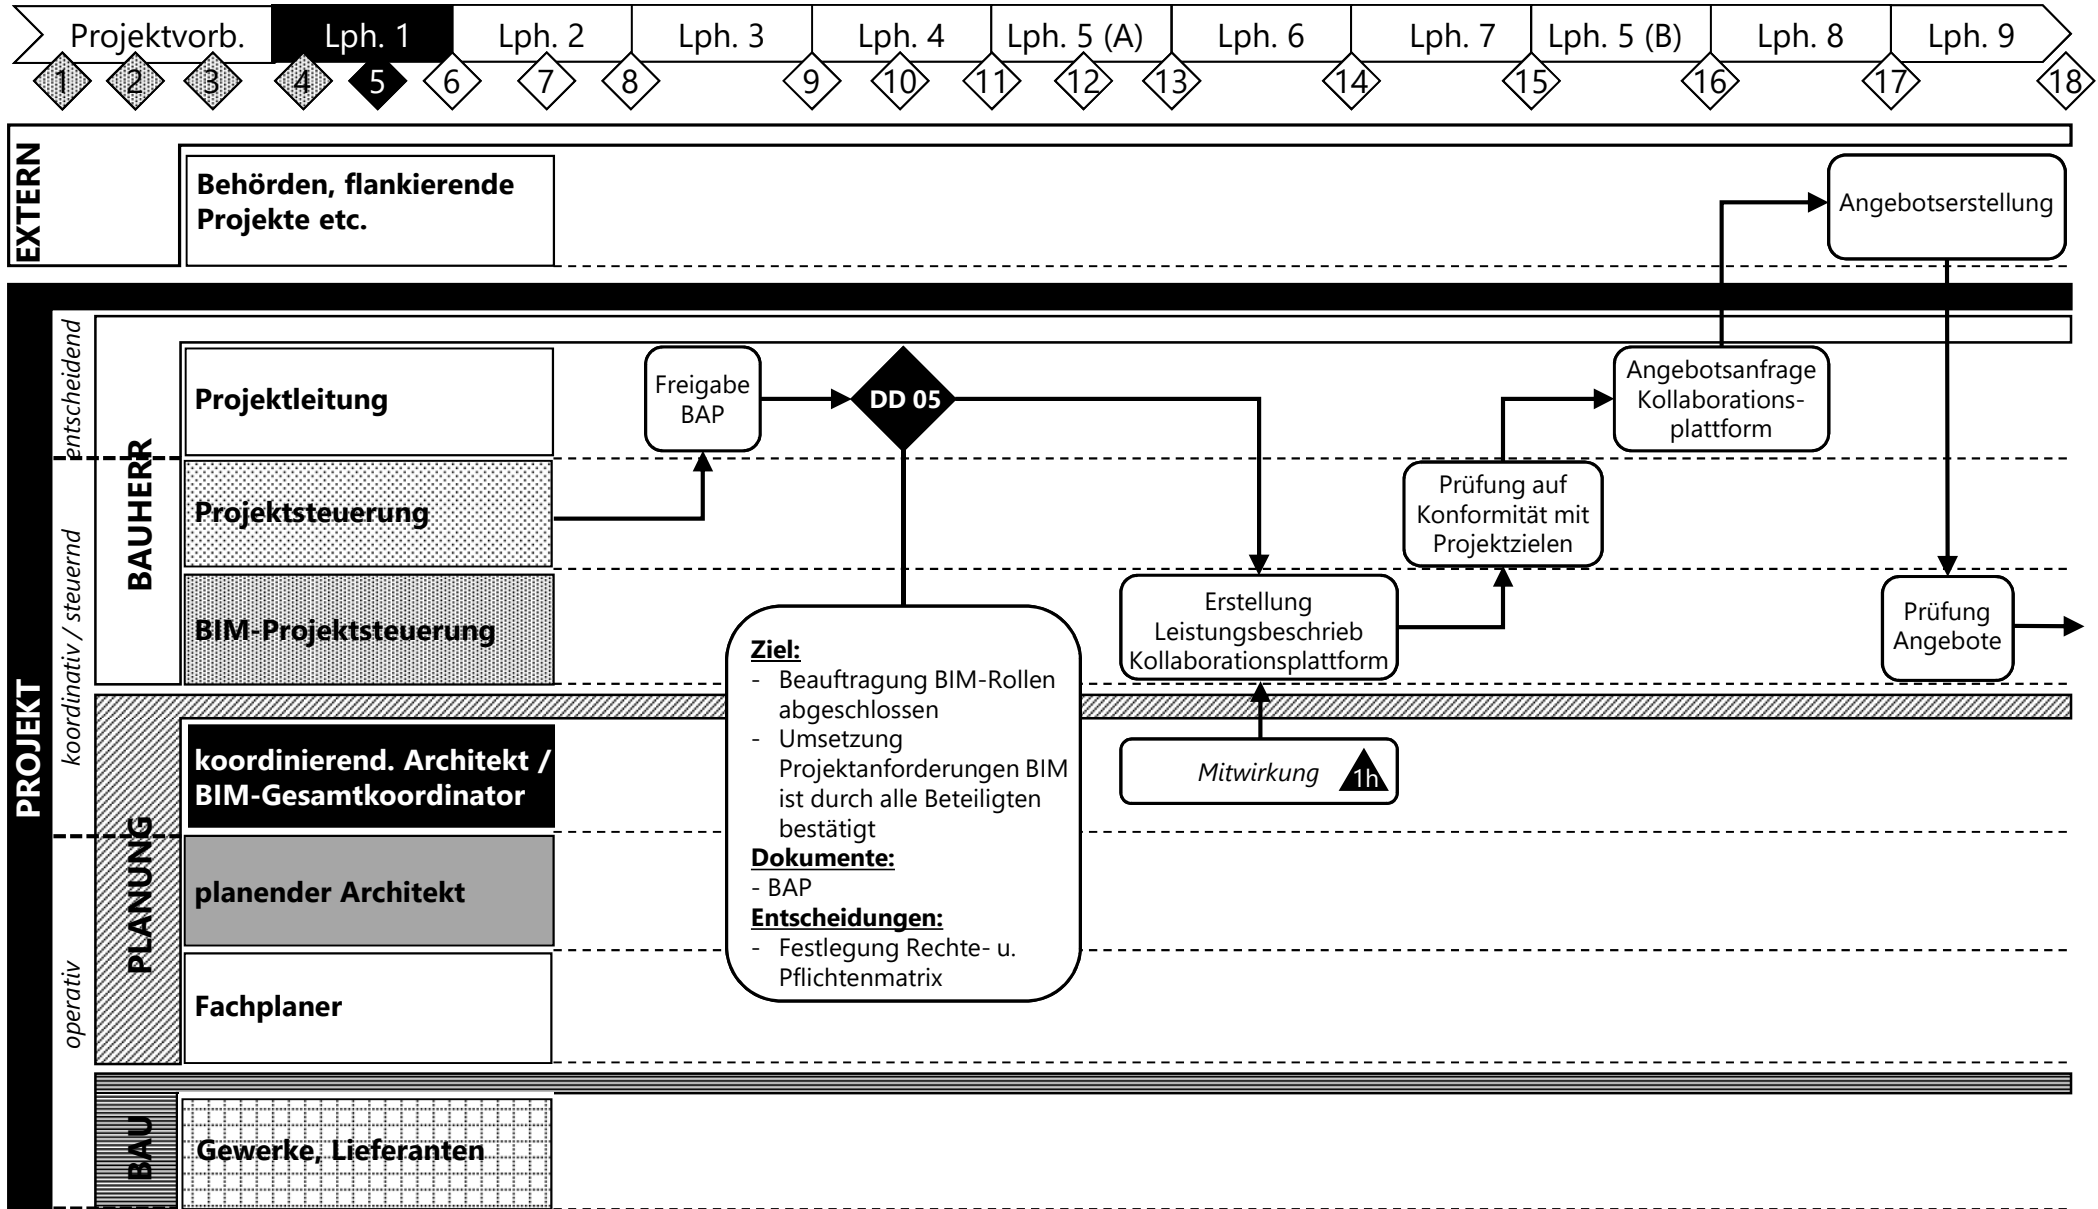 Projektvorb.
Lph. 1
Lph. 2
Lph. 3
Lph. 4
Lph. 5 (A)
Lph. 6
Lph. 7
Lph. 5 (B)
Lph. 8
Lph. 9
1
2
3
4
5
6
7
8
9
10
11
12
13
14
15
16
17
18
EXTERN
Behörden, flankierende
Projekte etc.
Angebotserstellung
PROJEKT
entscheidend
koordinativ / steuernd
operativ
BAUHERR
Projektleitung
Freigabe
BAP
DD 05
Angebotsanfrage
Kollaborations-
plattform
Projektsteuerung
Prüfung auf
Konformität mit
Projektzielen
BIM-Projektsteuerung
Erstellung
Leistungsbeschrieb
Kollaborationsplattform
Prüfung
Angebote
Ziel:
- Beauftragung BIM-Rollen
abgeschlossen
- Umsetzung
Projektanforderungen BIM
ist durch alle Beteiligten
bestätigt
Dokumente:
- BAP
Entscheidungen:
- Festlegung Rechte- u.
Pflichtenmatrix
PLANUNG
koordinierend. Architekt /
BIM-Gesamtkoordinator
Mitwirkung
1h
planender Architekt
Fachplaner
BAU
Gewerke, Lieferanten